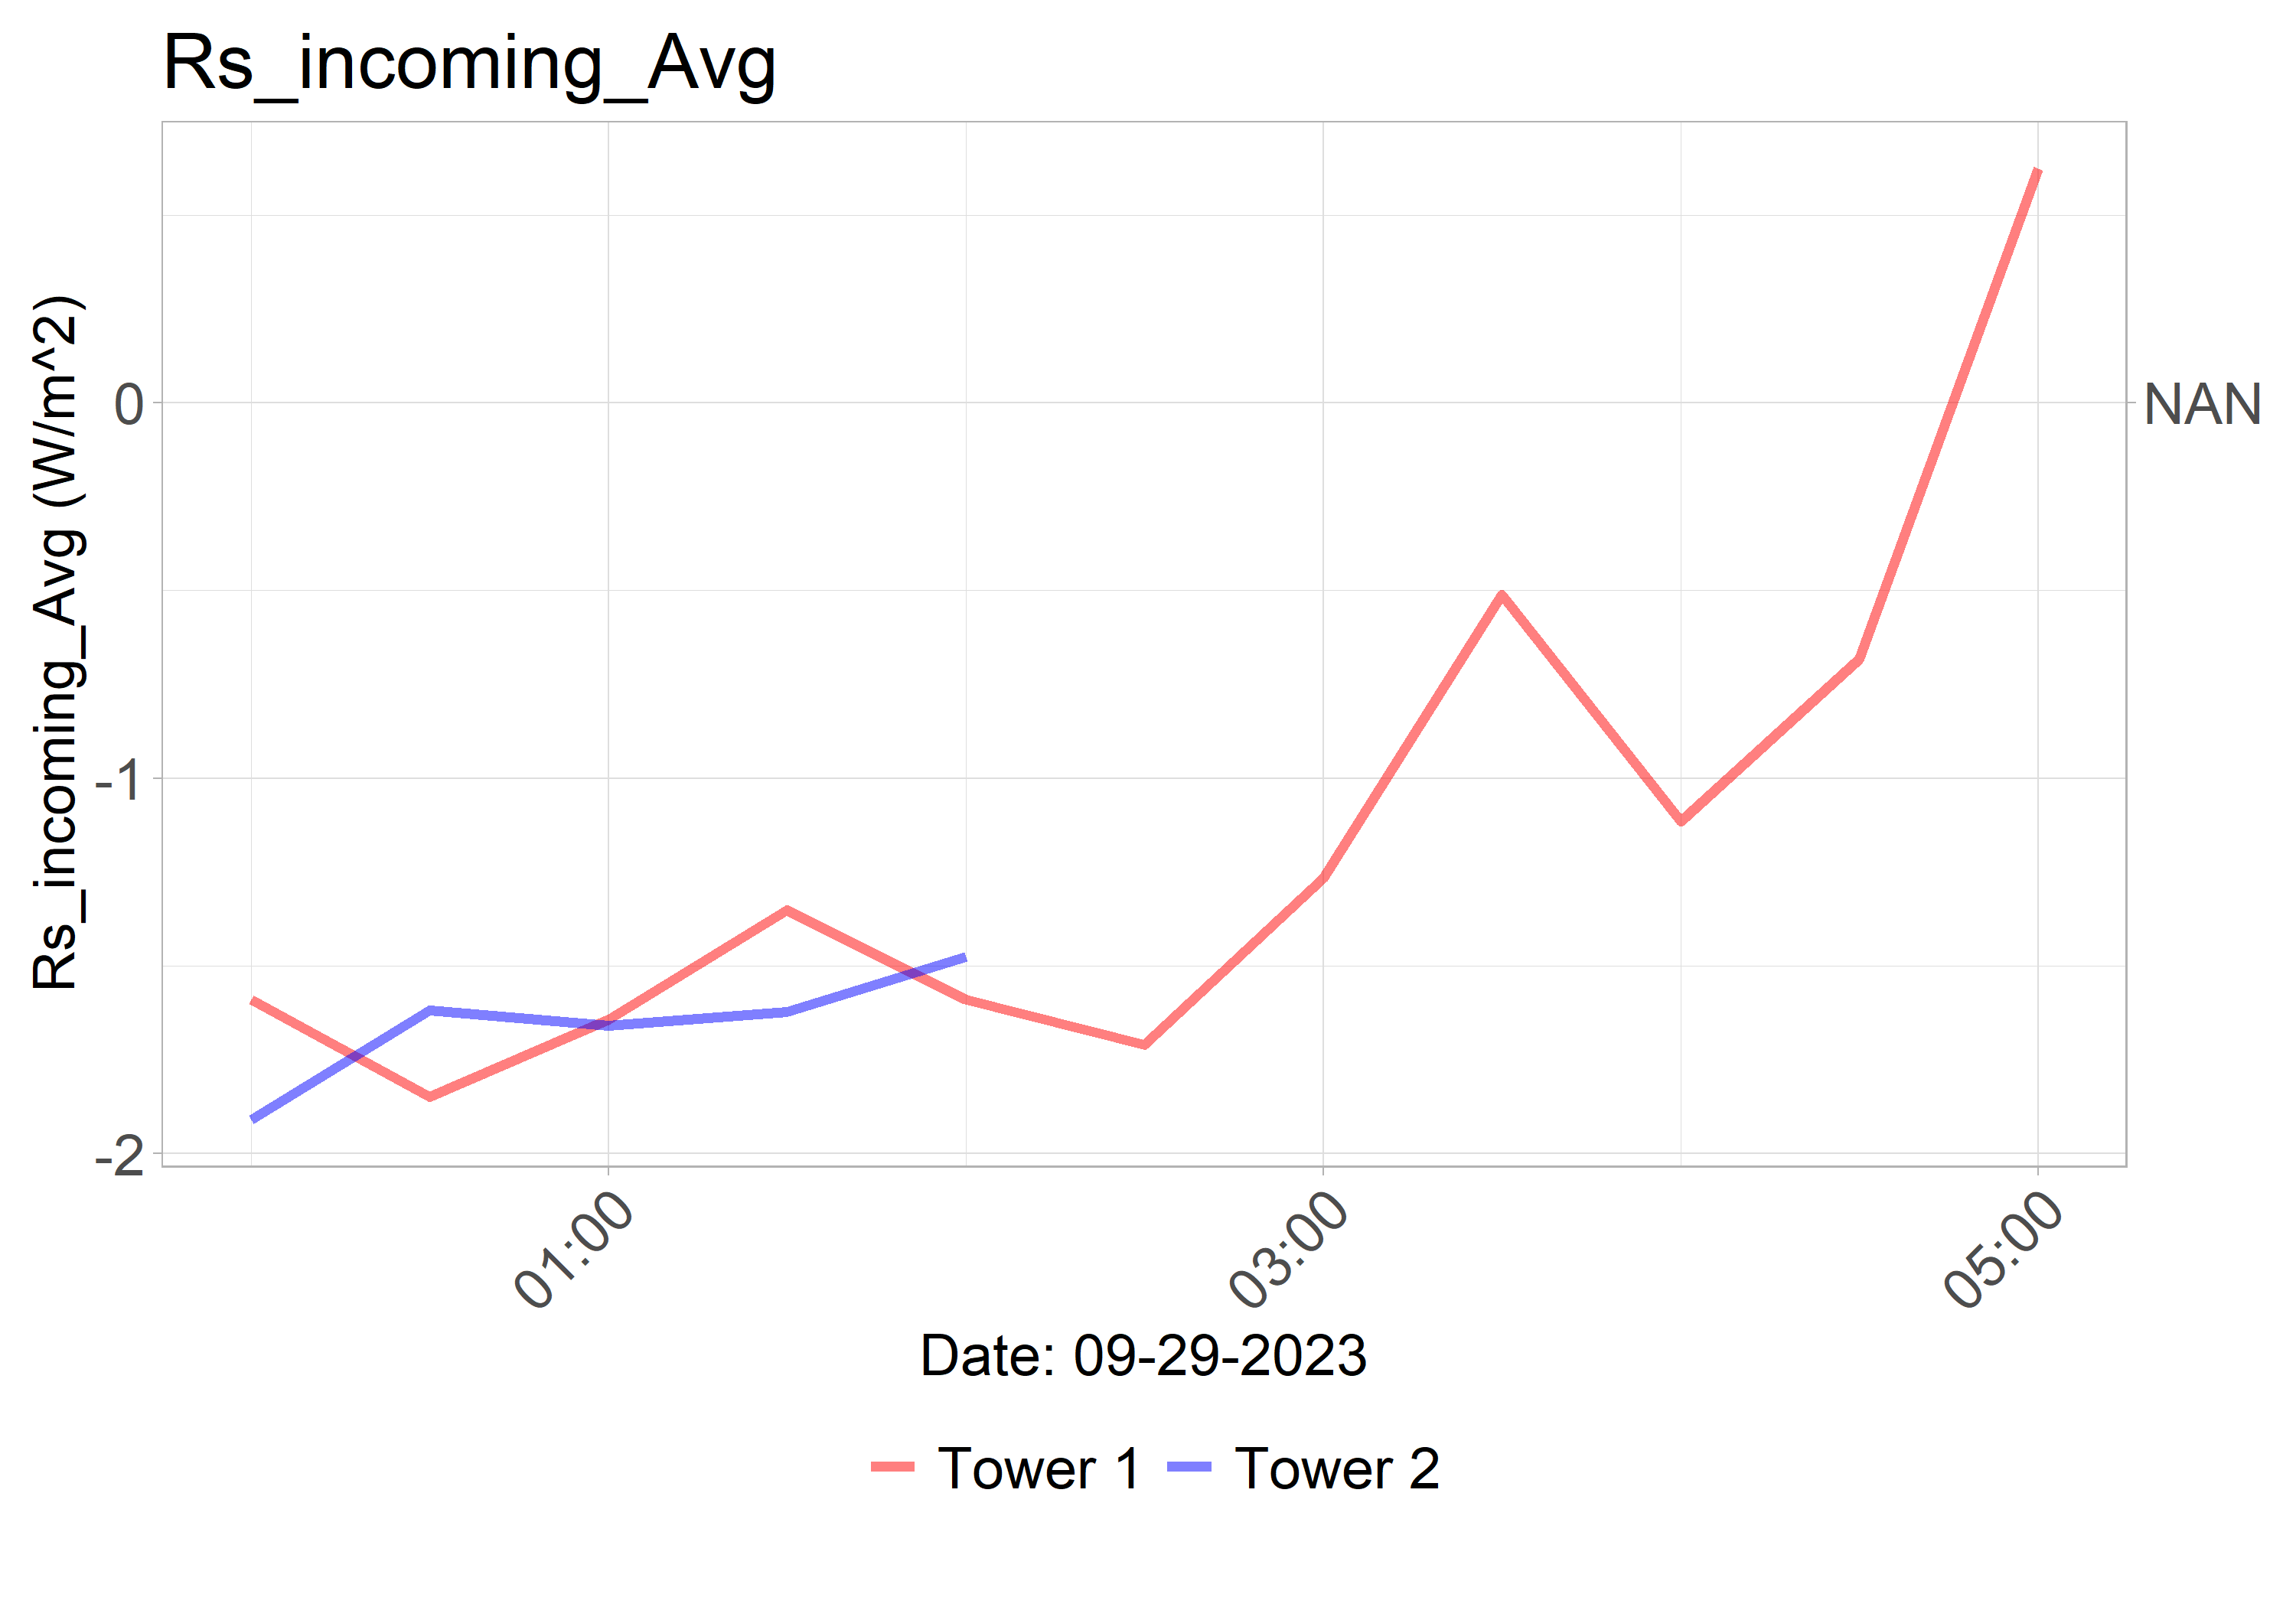 Rs_incoming_Avg
Rs_incoming_Avg (W/m^2)
0
-1
-2
NAN
01:00
03:00
05:00
Date: 09-29-2023
Tower 1
Tower 2